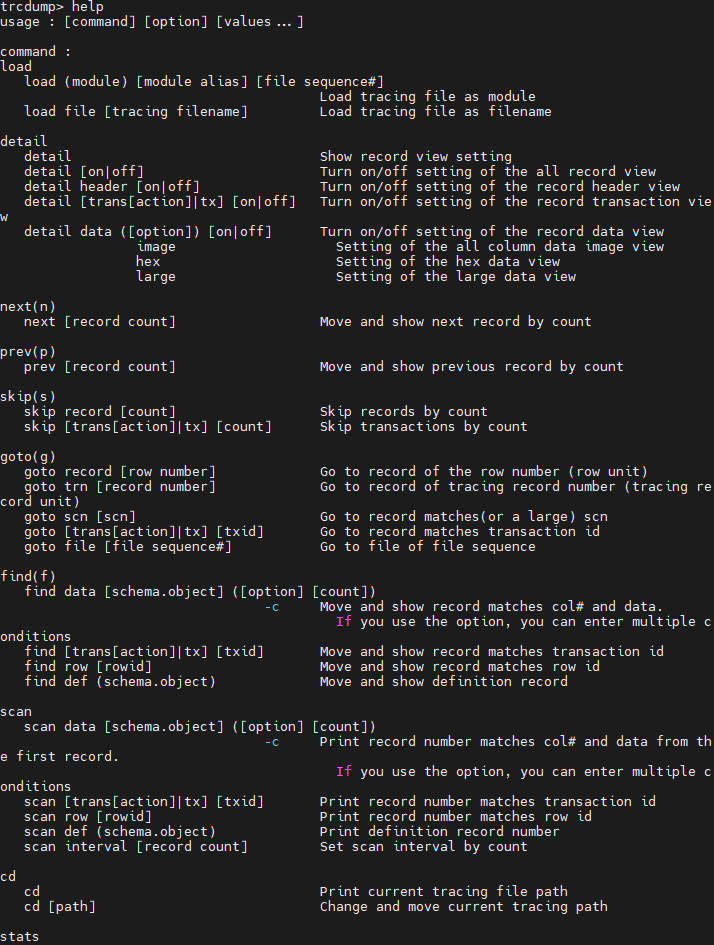 trcdump> help
usage : [command] [option] [values ... ]
command :
load
load (module) [module alias] [file sequence#]
Load tracing file as module
load file [tracing filename] Load tracing file as filename
detail
detail Show record view setting
detail [on|off] Turn on/off setting of the all record view
detail header [on|off] Turn on/off setting of the record header view
detail [trans[action]|tx] [on|off] Turn on/off setting of the record transaction vie
w
detail data ([option]) [on|off] Turn on/off setting of the record data view
image Setting of the all column data image view
hex Setting of the hex data view
large Setting of the large data view
next(n)
next [record count] Move and show next record by count
prev(p)
prev [record count] Move and show previous record by count
skip(s)
skip record [count] Skip records by count
skip [trans[action]|tx] [count] Skip transactions by count
goto(g)
goto record [row number] Go to record of the row number (row unit)
goto trn [record number] Go to record of tracing record number (tracing re
cord unit)
goto scn [scn] Go to record matches(or a large) scn
goto [trans[action]|tx] [txid] Go to record matches transaction id
goto file [file sequence#] Go to file of file sequence
find(f)
find data [schema.object] ([option] [count])
-c Move and show record matches col# and data.
If you use the option, you can enter multiple c
onditions
find [trans[action]|tx] [txid] Move and show record matches transaction id
find row [rowid] Move and show record matches row id
find def (schema.object) Move and show definition record
scan
scan data [schema.object] ([option] [count])
-c Print record number matches col# and data from th
e first record.
If you use the option, you can enter multiple c
onditions
scan [trans[action]|tx] [txid] Print record number matches transaction id
scan row [rowid] Print record number matches row id
scan def (schema.object) Print definition record number
scan interval [record count] Set scan interval by count
cd
cd Print current tracing file path
cd [path] Change and move current tracing path
stats